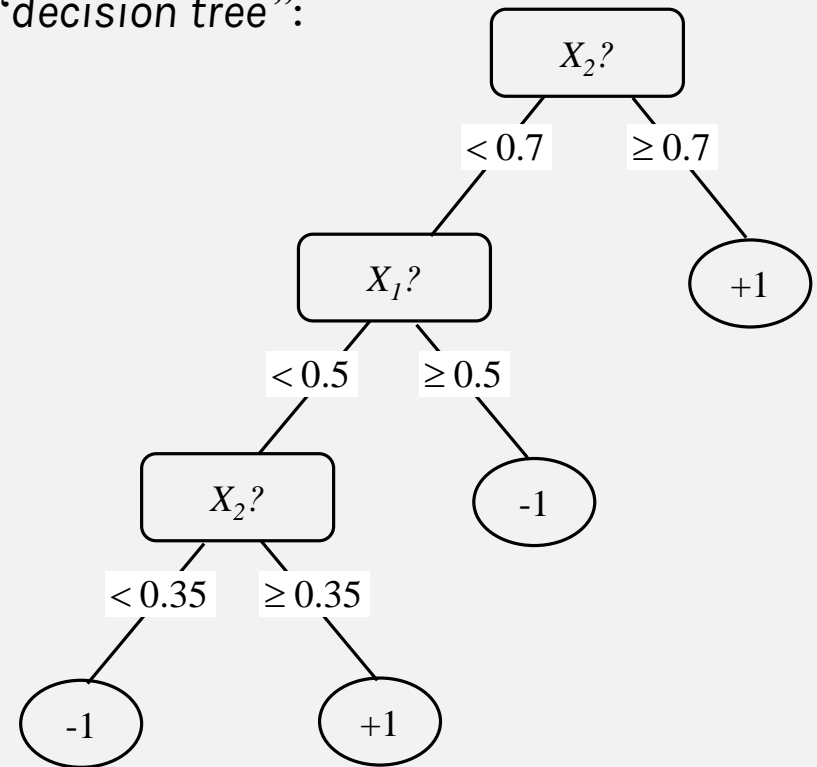 “decision tree”:
X₂?
< 0.7 ≥ 0.7
X₁?
+1
< 0.5 ≥ 0.5
X₂?
-1
< 0.35 ≥ 0.35
-1 +1